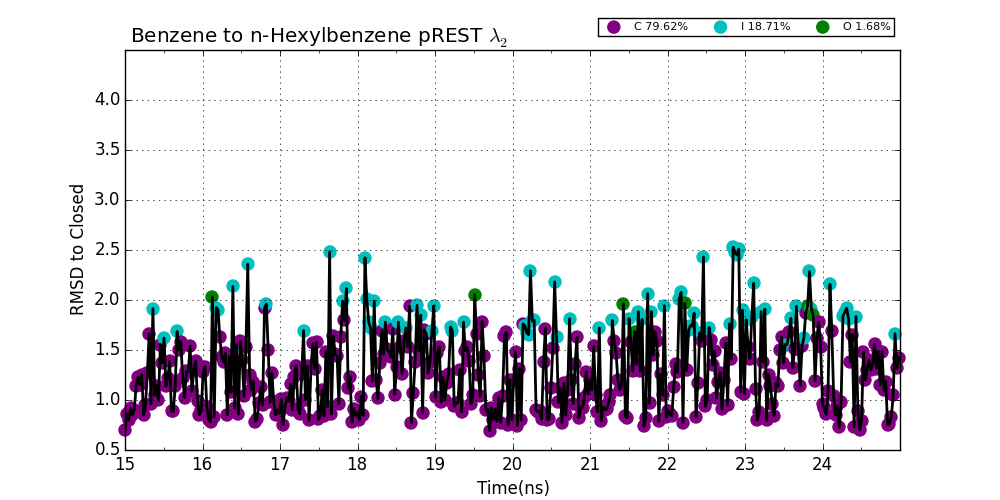 Benzene to n-Hexylbenzene pREST λ₂
C 79.62% I 18.71% O 1.68%
RMSD to Closed
4.0
3.5
3.0
2.5
2.0
1.5
1.0
0.5
15 16 17 18 19 20 21 22 23 24
Time(ns)